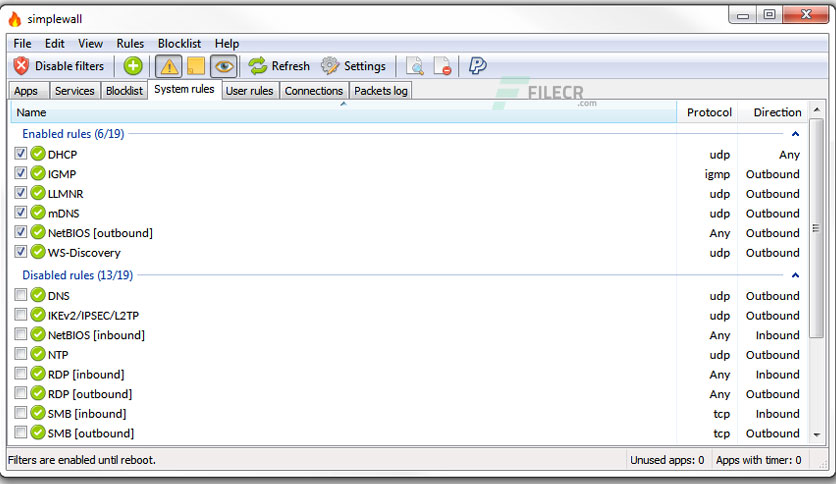 simplewall
File Edit View Rules Blocklist Help
Disable filters Refresh Settings
Apps Services Blocklist System rules User rules Connections Packets log
FILECR
.com
Name Protocol Direction
Enabled rules (6/19)
DHCP udp Any
IGMP igmp Outbound
LLMNR udp Outbound
mDNS udp Outbound
NetBIOS [outbound] Any Outbound
WS-Discovery udp Outbound
Disabled rules (13/19)
DNS udp Outbound
IKEv2/IPSEC/L2TP udp Outbound
NetBIOS [inbound] Any Inbound
NTP udp Outbound
RDP [inbound] Any Inbound
RDP [outbound] Any Outbound
SMB [inbound] tcp Inbound
SMB [outbound] tcp Outbound
Filters are enabled until reboot. Unused apps: 0 Apps with timer: 0